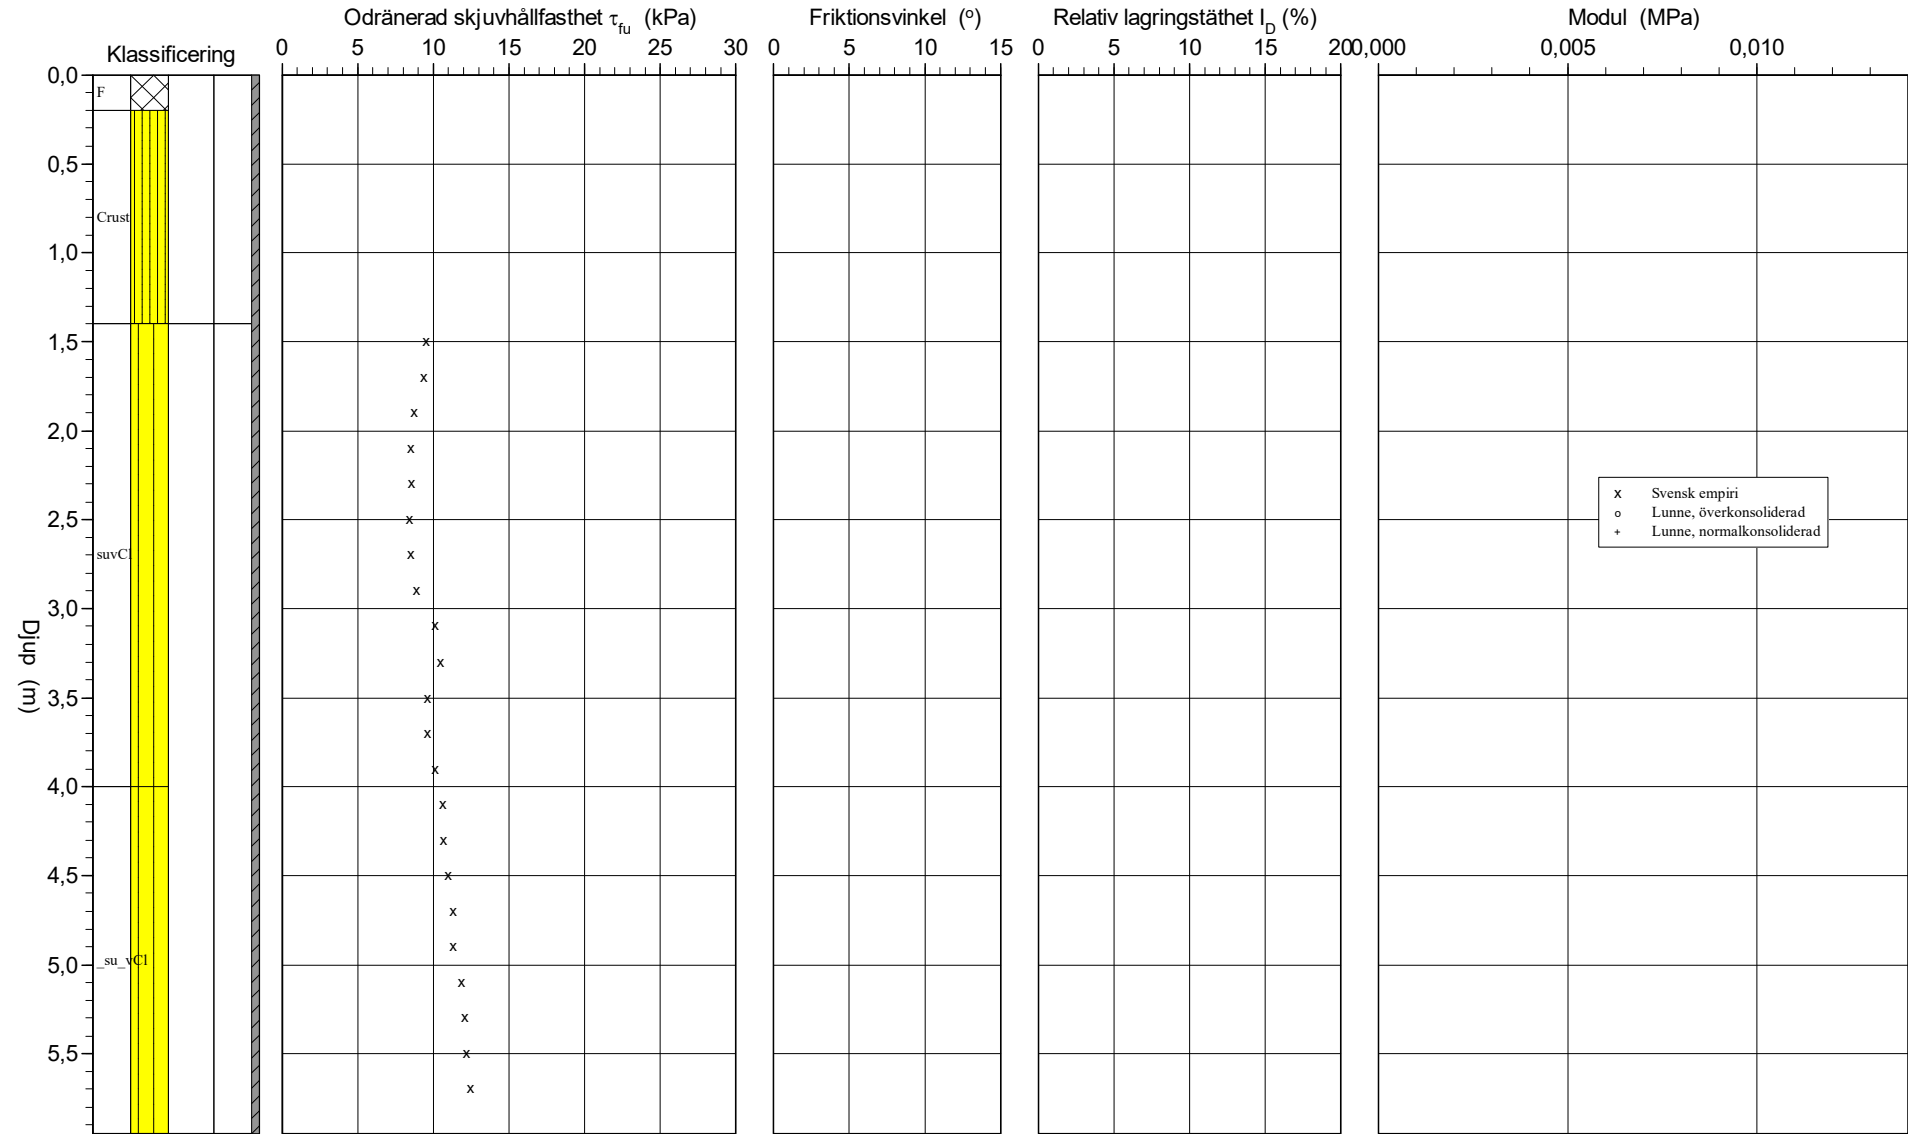 Odränerad skjuvhållfasthet τfu (kPa)
Friktionsvinkel (°)
Relativ lagringstäthet ID (%)
Modul (MPa)
Klassificering
0 5 10 15 20 25 30
0 5 10 15
0 5 10 15 20
0,000 0,005 0,010
0,0
F
0,5
Crust
1,0
1,5
2,0
2,5
suvCl
3,0
3,5
4,0
4,5
5,0
_su_vCl
5,5
Djup (m)
x Svensk empiri
o Lunne, överkonsoliderad
+ Lunne, normalkonsoliderad